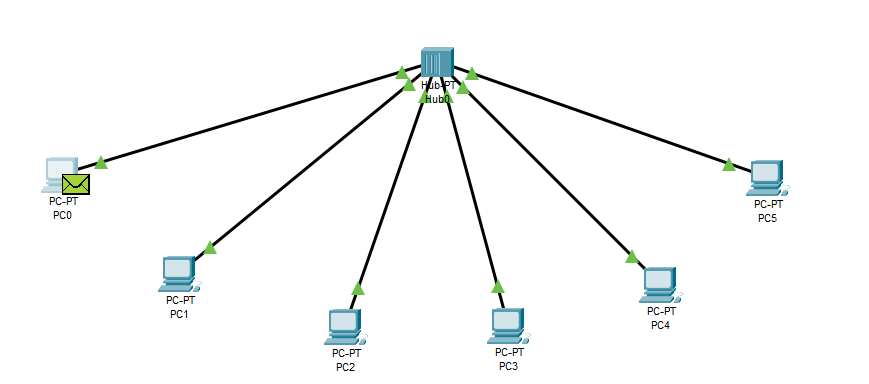 Hub-PT
Hub0
PC-PT
PC0
PC-PT
PC1
PC-PT
PC2
PC-PT
PC3
PC-PT
PC4
PC-PT
PC5